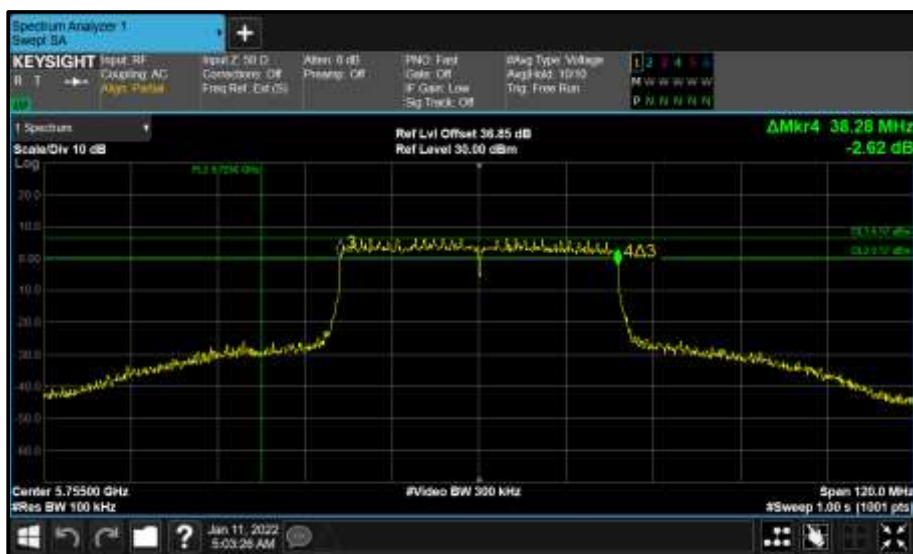 Spectrum Analyzer 1
Swept SA
+
KEYSIGHT
R T
Input: RF
Coupling: AC
Align: Partial
Input Z: 50 Ω
Corrections: Off
Freq Ref: Ext (S)
Atten: 6 dB
Preamp: Off
PNO: Fast
Gate: Off
IF Gain: Low
Sig Track: Off
#Avg Type: Voltage
Avg|Hold: 10/10
Trig: Free Run
1 2 3 4 5 6
M W W W W W
P N N N N N
1 Spectrum
Scale/Div 10 dB
Ref Lvl Offset 36.85 dB
Ref Level 30.00 dBm
ΔMkr4 38.28 MHz
-2.62 dB
Log
20.0
10.0
0.00
-10.0
-20.0
-30.0
-40.0
-50.0
-60.0
3
4Δ3
Center 5.75500 GHz
#Res BW 100 kHz
#Video BW 300 kHz
Span 120.0 MHz
#Sweep 1.00 s (1001 pts)
?
Jan 11, 2022
5:03:26 AM